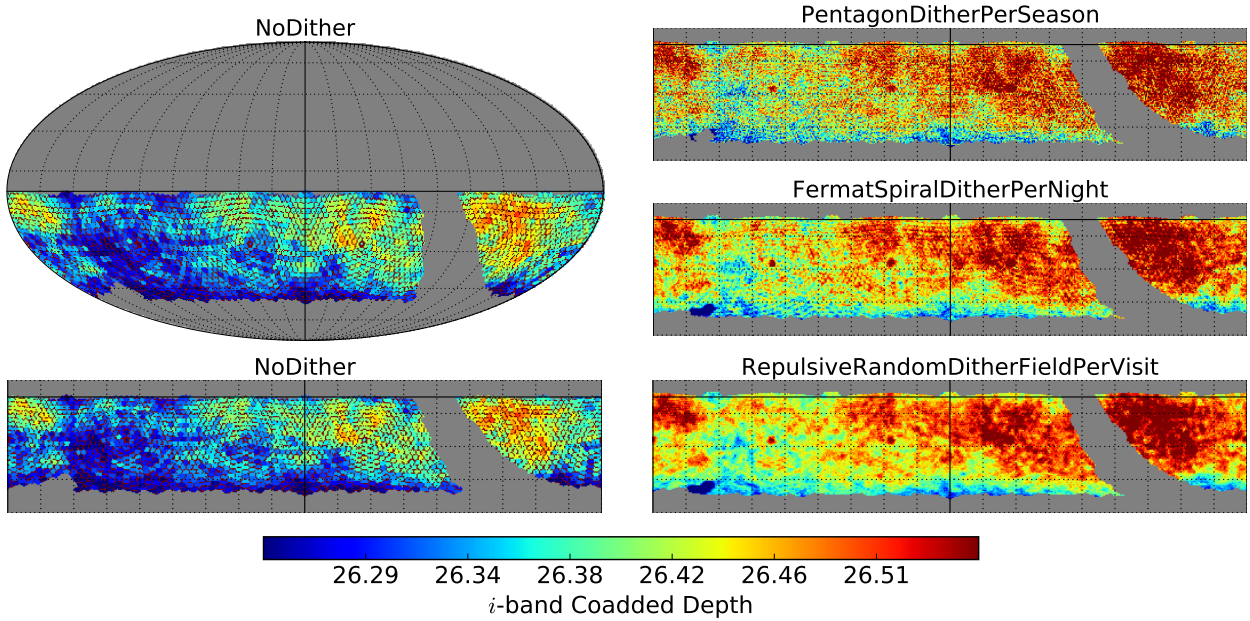 NoDither
PentagonDitherPerSeason
FermatSpiralDitherPerNight
NoDither
RepulsiveRandomDitherFieldPerVisit
26.29 26.34 26.38 26.42 26.46 26.51
i-band Coadded Depth